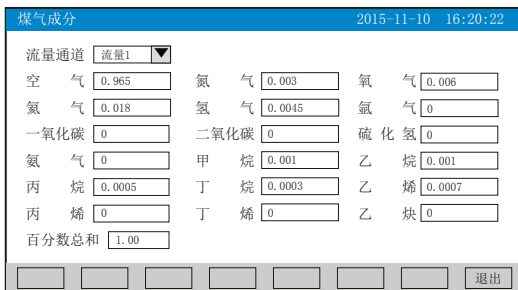 煤气成分 2015-11-10 16:20:22
流量通道 流量1
空气 0.965 氮气 0.003 氧气 0.006
氦气 0.018 氢气 0.0045 氩气 0
一氧化碳 0 二氧化碳 0 硫化氢 0
氨气 0 甲烷 0.001 乙烷 0.001
丙烷 0.0005 丁烷 0.0003 乙烯 0.0007
丙烯 0 丁烯 0 乙炔 0
百分数总和 1.00
退出